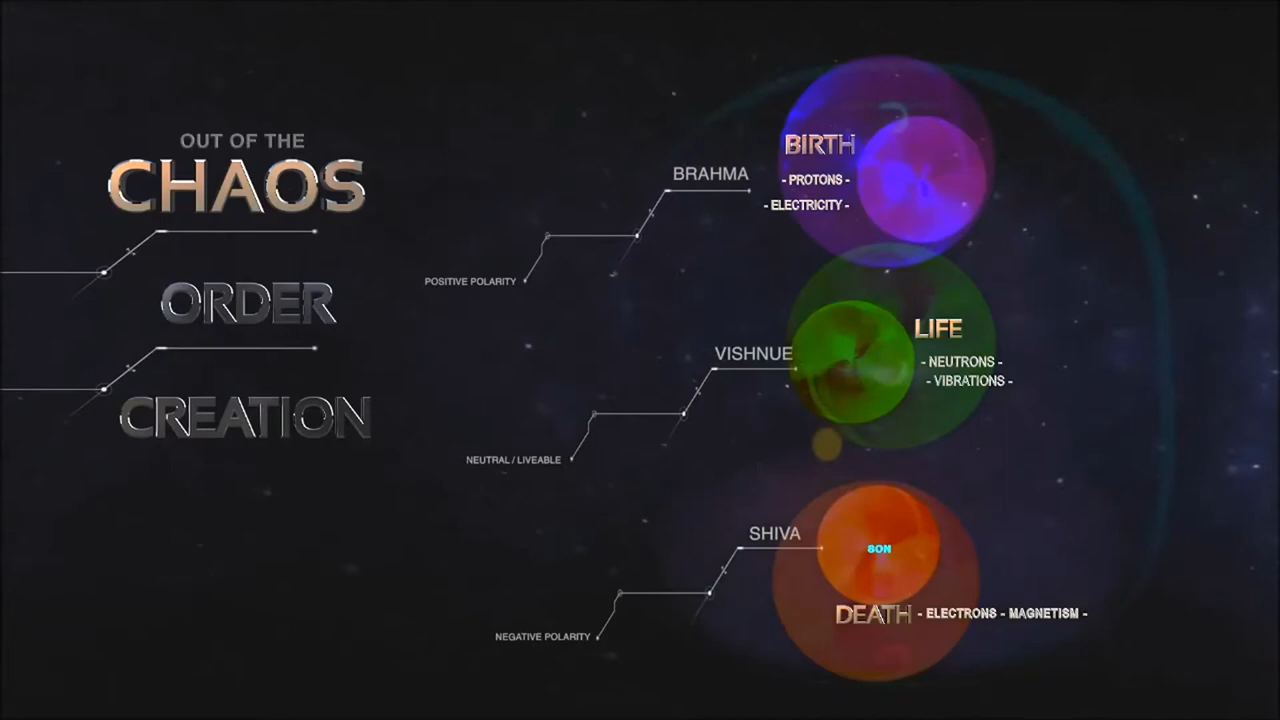 OUT OF THE
CHAOS
ORDER
CREATION
BRAHMA
POSITIVE POLARITY
BIRTH
- PROTONS -
- ELECTRICITY -
VISHNUE
NEUTRAL / LIVEABLE
LIFE
- NEUTRONS -
- VIBRATIONS -
SHIVA
NEGATIVE POLARITY
SON
DEATH - ELECTRONS - MAGNETISM -